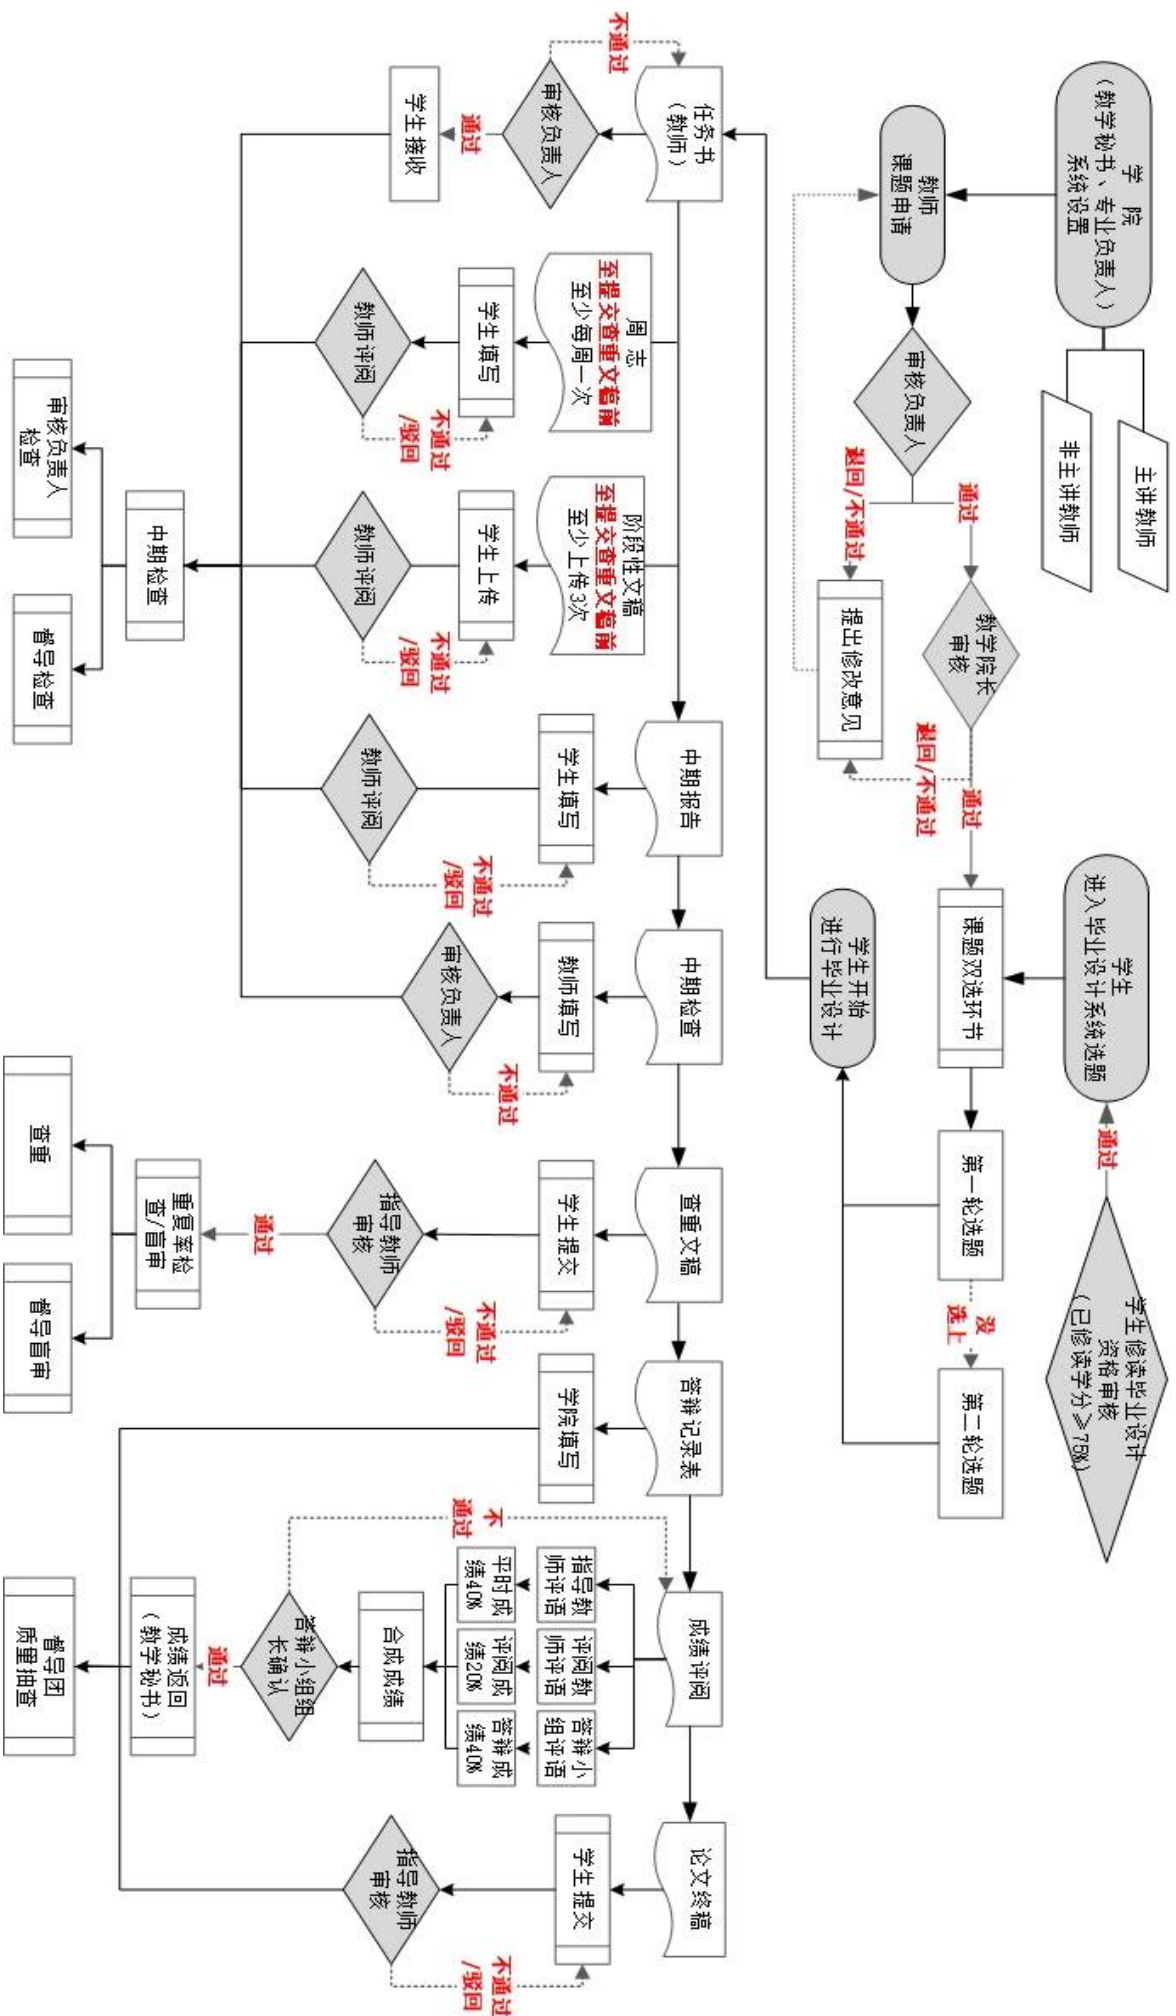 学 院
(教学秘书、专业负责人)
系统设置
主讲教师
非主讲教师
教师
课题申请
审核负责人
通过
退回/不通过
提出修改意见
教学院长
审核
退回/不通过
通过
学生修读毕业设计
资格审核
(已修读学分≥75%)
通过
学生
进入毕业设计系统选题
课题双选环节
第一轮选题
没
选上
第二轮选题
学生开始
进行毕业设计
任务书
(教师)
不通过
审核负责人
通过
学生接收
周 志
至提交查重文稿前
至少每周一次
学生填写
教师评阅
不通过
/驳回
阶段性文稿
至提交查重文稿前
至少上传3次
学生上传
教师评阅
不通过
/驳回
中期报告
学生填写
教师评阅
不通过
/驳回
中期检查
教师填写
审核负责人
不通过
中期检查
审核负责人
检查
督导检查
查重文稿
学生提交
指导教师
审核
不通过
/驳回
通过
重复率检
查/盲审
查重
督导盲审
答辩记录表
学院填写
成绩评阅
指导教
师评语
评阅教
师评语
答辩小
组评语
平时成
绩40%
评阅成
绩20%
答辩成
绩40%
合成成绩
答辩小组组
长确认
不
通过
通过
成绩返回
(教学秘书)
督导团
质量抽查
论文终稿
学生提交
指导教师
审核
不通过
/驳回